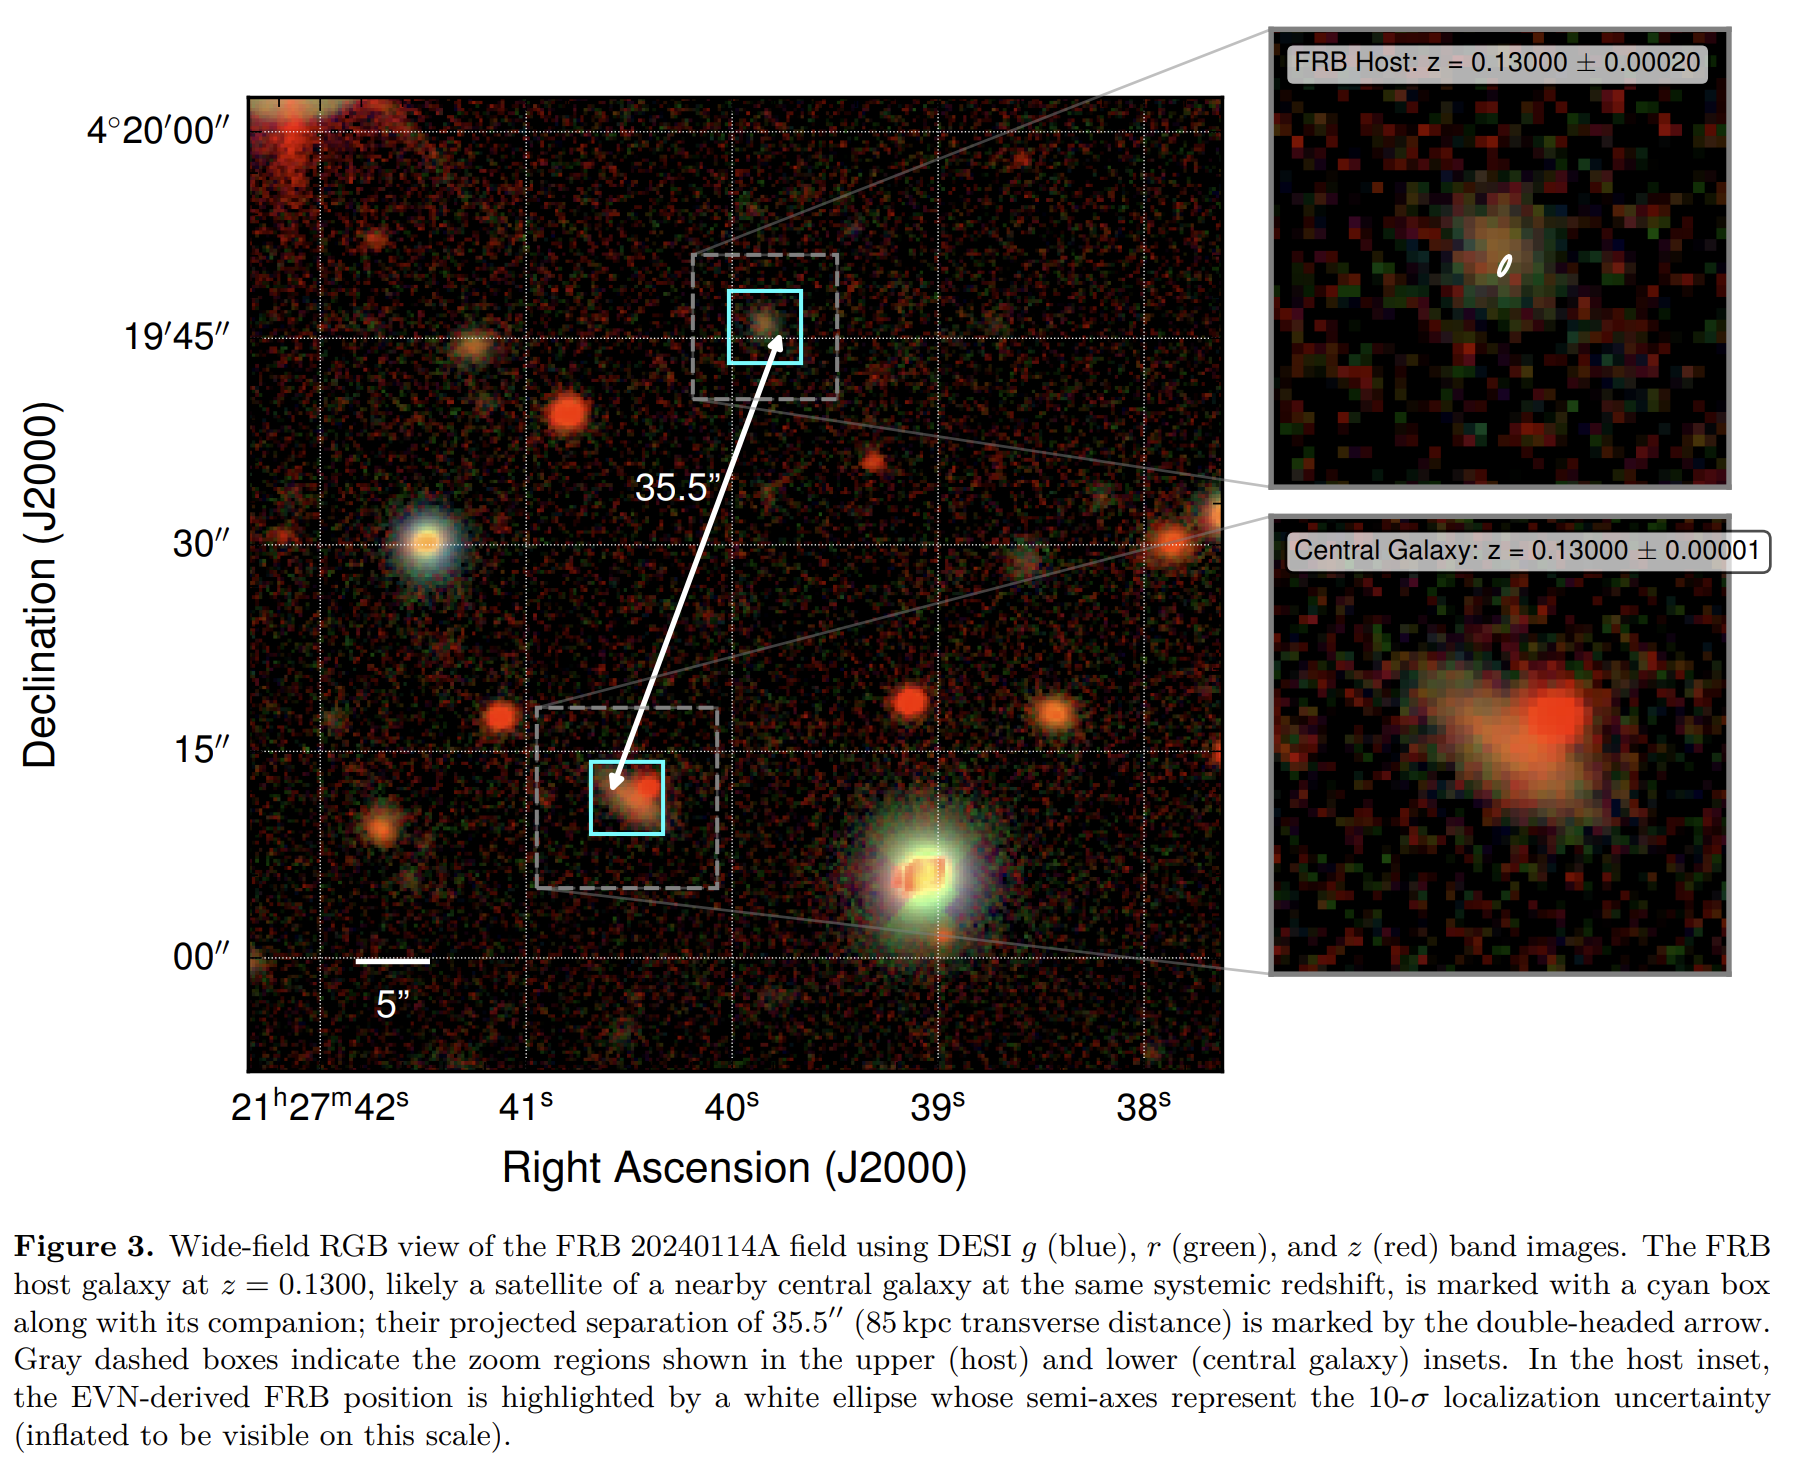 FRB Host: z = 0.13000 ± 0.00020
4°20′00″
19′45″
35.5”
30″
Central Galaxy: z = 0.13000 ± 0.00001
15″
00″
5”
Declination (J2000)
21ʰ27ᵐ42ˢ 41ˢ 40ˢ 39ˢ 38ˢ
Right Ascension (J2000)
Figure 3. Wide-field RGB view of the FRB 20240114A field using DESI g (blue), r (green), and z (red) band images. The FRB
host galaxy at z = 0.1300, likely a satellite of a nearby central galaxy at the same systemic redshift, is marked with a cyan box
along with its companion; their projected separation of 35.5″ (85 kpc transverse distance) is marked by the double-headed arrow.
Gray dashed boxes indicate the zoom regions shown in the upper (host) and lower (central galaxy) insets. In the host inset,
the EVN-derived FRB position is highlighted by a white ellipse whose semi-axes represent the 10-σ localization uncertainty
(inflated to be visible on this scale).